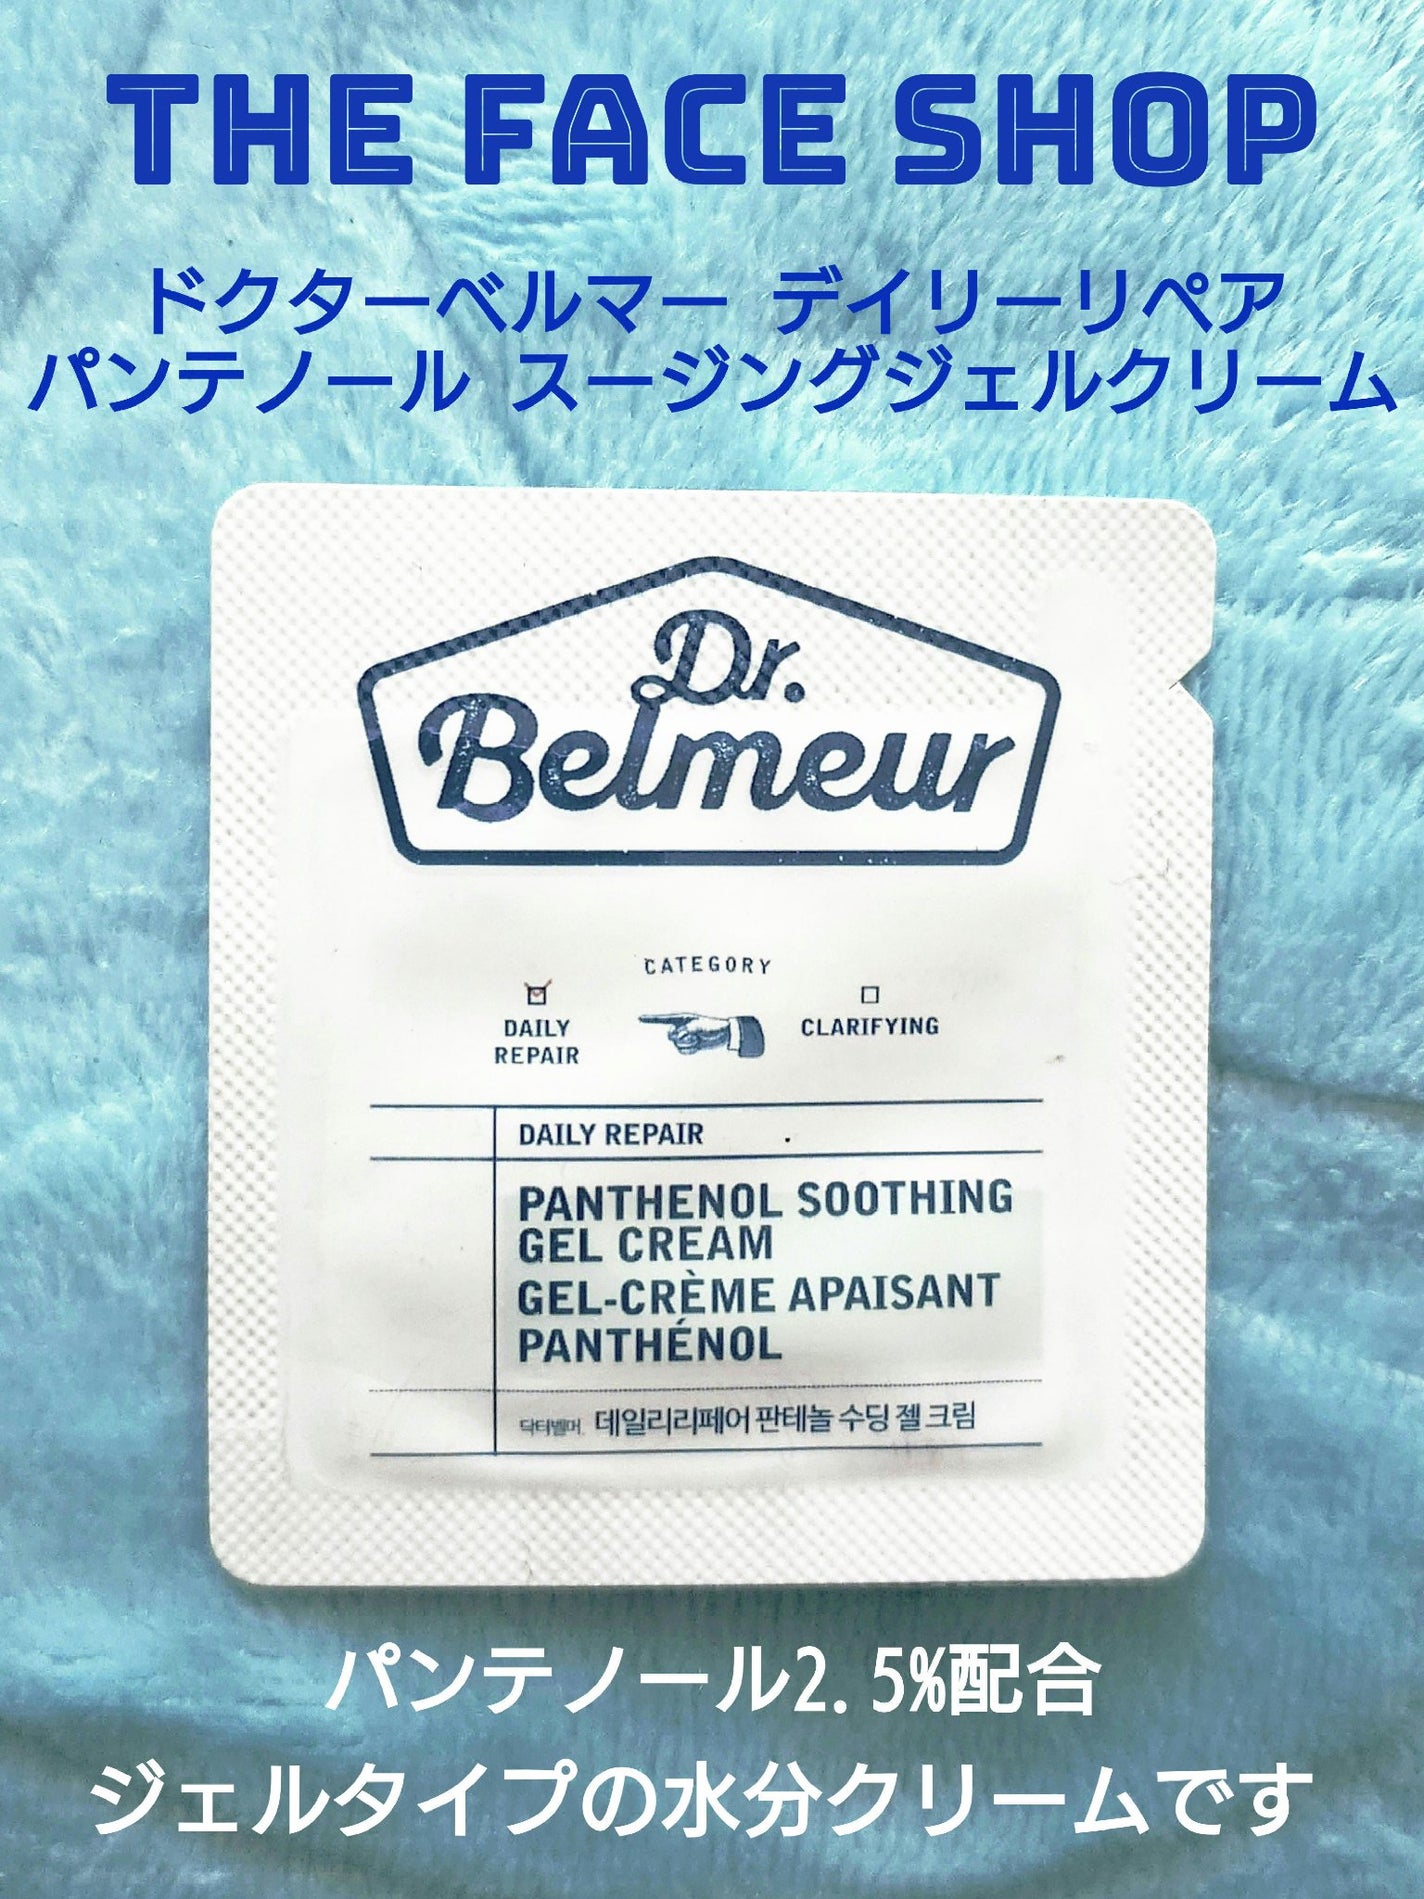 THE FACE SHOP
ドクターベルマー デイリーリペア
パンテノール スージングジェルクリーム
Dr.
Belmeur
CATEGORY
DAILY
REPAIR
CLARIFYING
DAILY REPAIR
PANTHENOL SOOTHING
GEL CREAM
GEL-CRÈME APAISANT
PANTHÉNOL
닥터벨머 데일리리페어 판테놀 수딩 젤 크림
パンテノール2.5%配合
ジェルタイプの水分クリームです